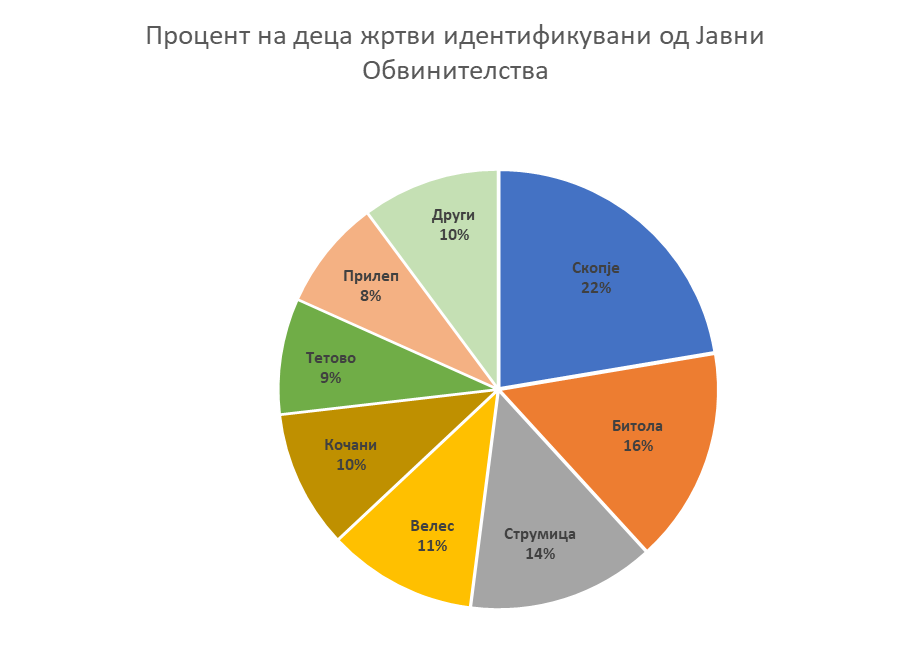 Процент на деца жртви идентификувани од Јавни
Обвинителства
Други
10%
Скопје
22%
Прилеп
8%
Тетово
9%
Битола
16%
Кочани
10%
Велес
11%
Струмица
14%